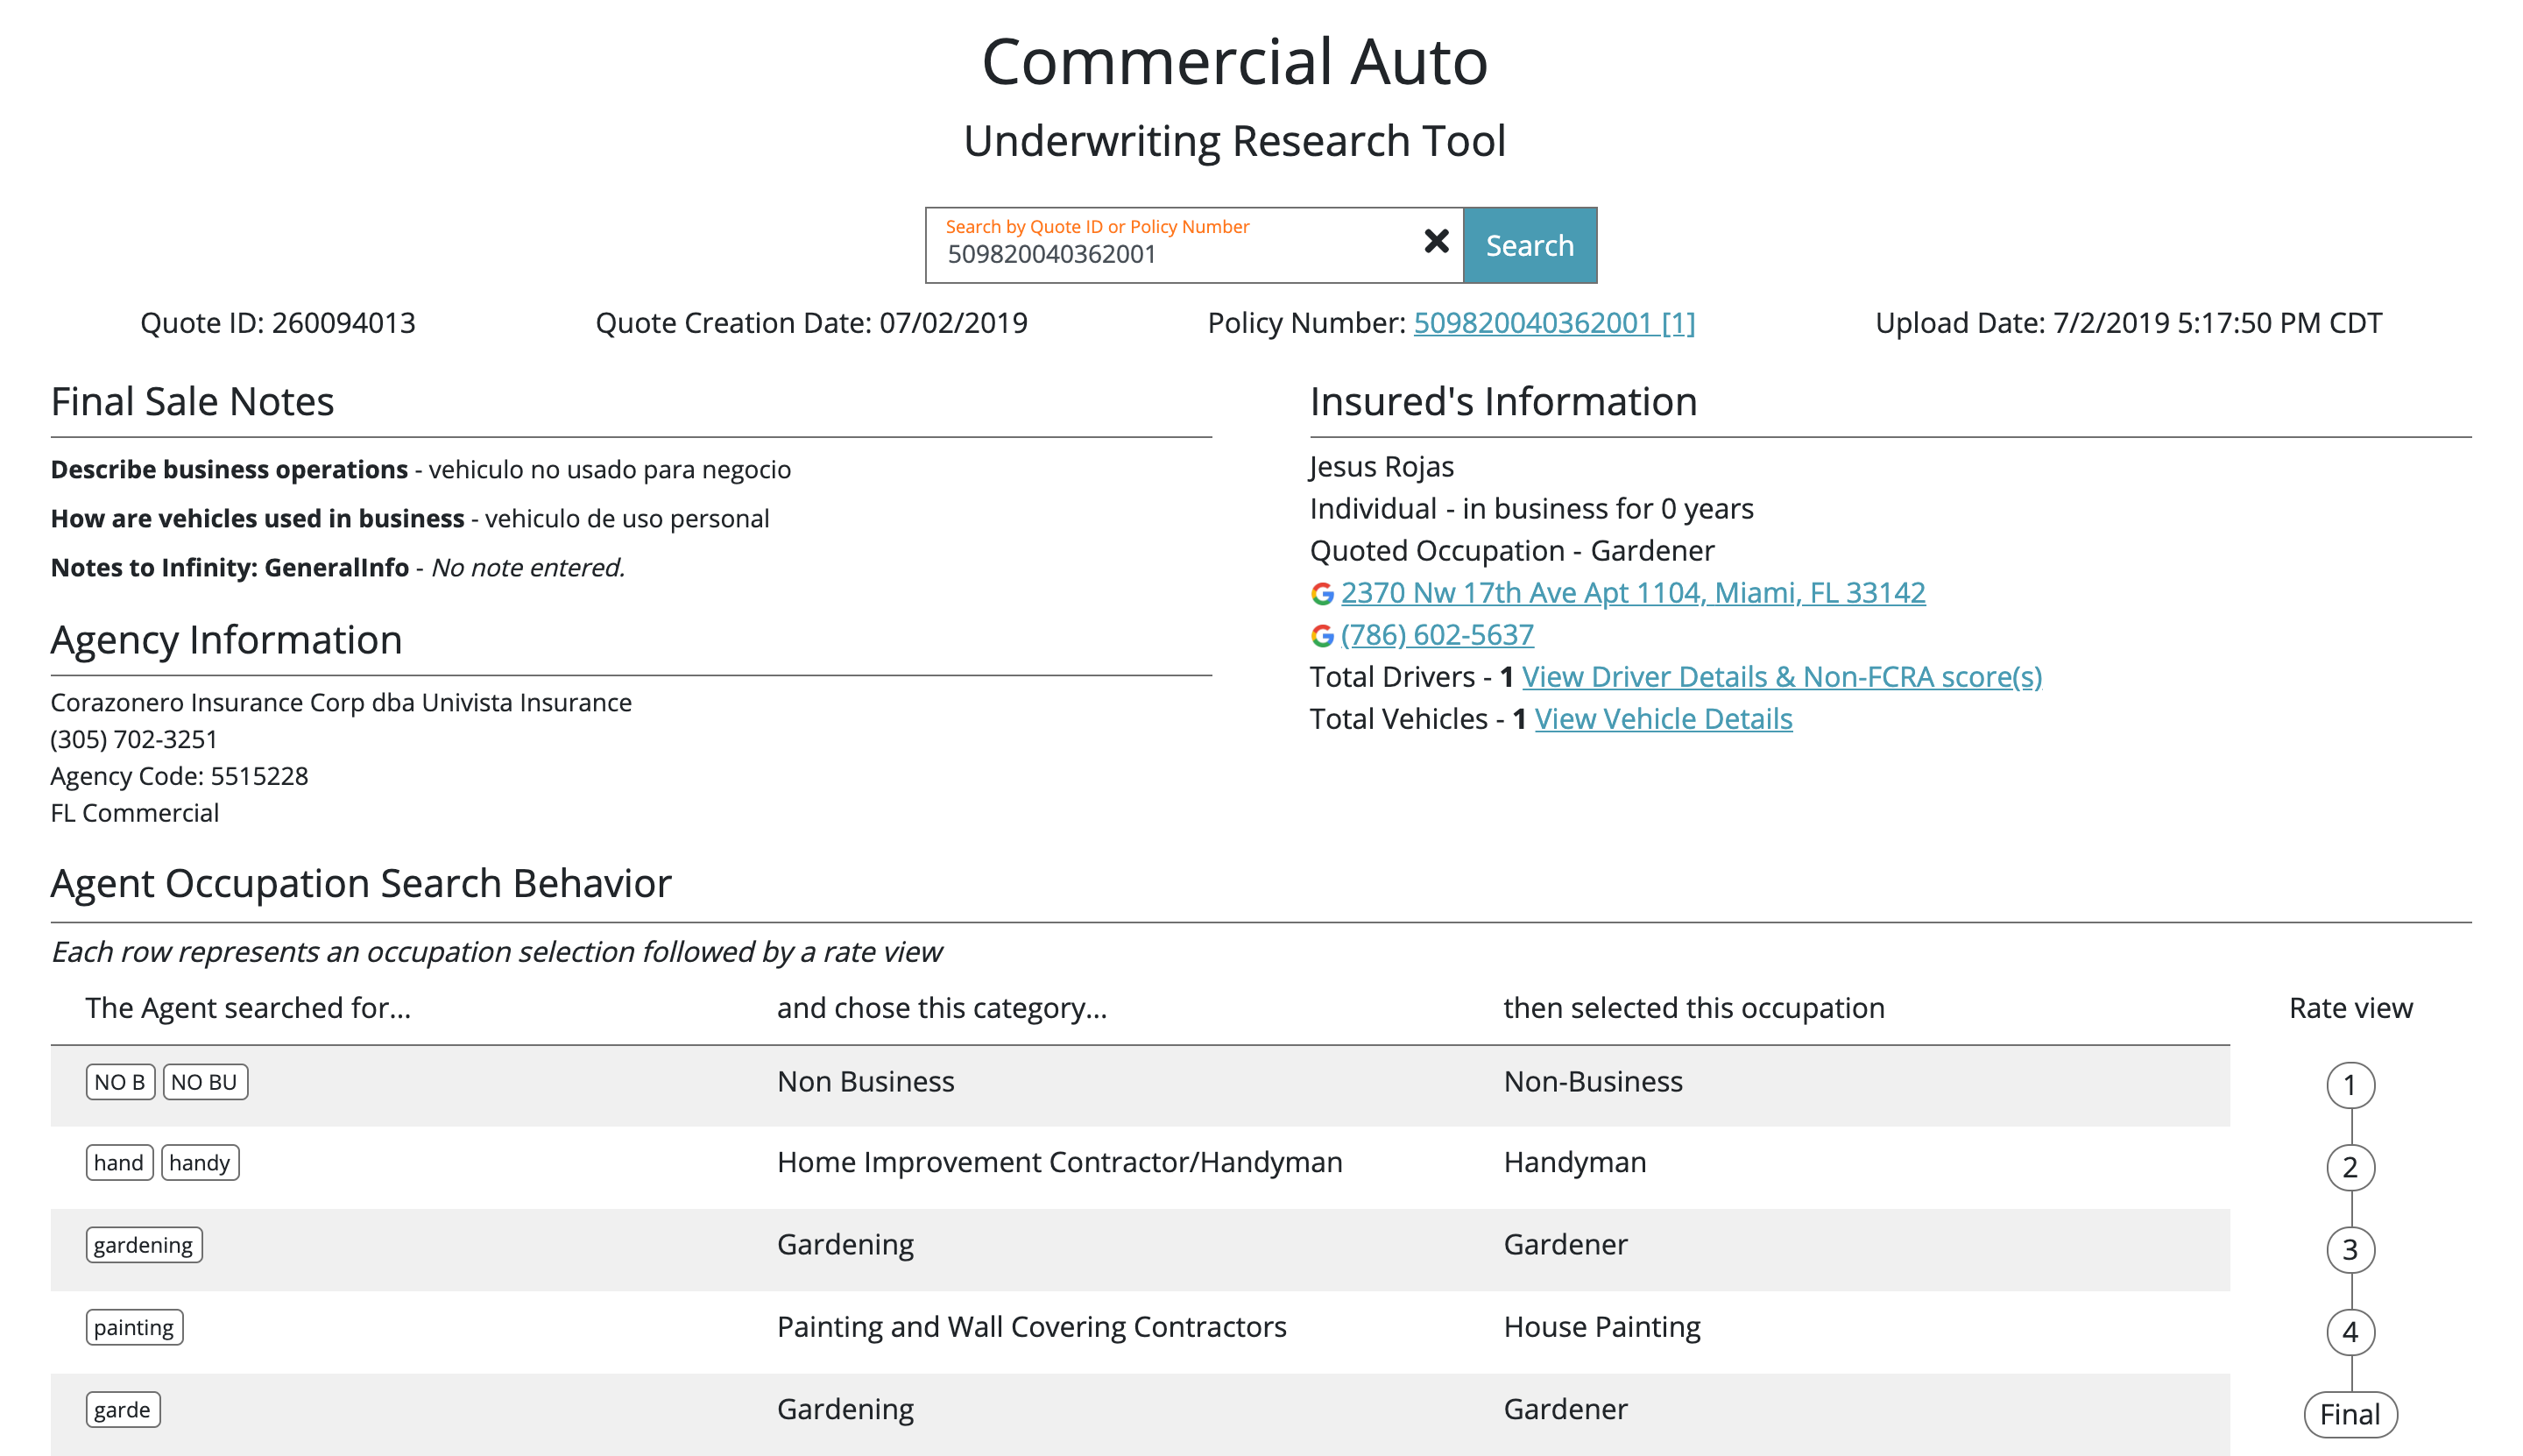 Commercial Auto
Underwriting Research Tool
Search by Quote ID or Policy Number
509820040362001
Search
Quote ID: 260094013
Quote Creation Date: 07/02/2019
Policy Number: 509820040362001 [1]
Upload Date: 7/2/2019 5:17:50 PM CDT
Final Sale Notes
Describe business operations - vehiculo no usado para negocio
How are vehicles used in business - vehiculo de uso personal
Notes to Infinity: GeneralInfo - No note entered.
Agency Information
Corazonero Insurance Corp dba Univista Insurance
(305) 702-3251
Agency Code: 5515228
FL Commercial
Insured's Information
Jesus Rojas
Individual - in business for 0 years
Quoted Occupation - Gardener
2370 Nw 17th Ave Apt 1104, Miami, FL 33142
(786) 602-5637
Total Drivers - 1 View Driver Details & Non-FCRA score(s)
Total Vehicles - 1 View Vehicle Details
Agent Occupation Search Behavior
Each row represents an occupation selection followed by a rate view
The Agent searched for... and chose this category... then selected this occupation Rate view
NO B NO BU Non Business Non-Business 1
hand handy Home Improvement Contractor/Handyman Handyman 2
gardening Gardening Gardener 3
painting Painting and Wall Covering Contractors House Painting 4
garde Gardening Gardener Final